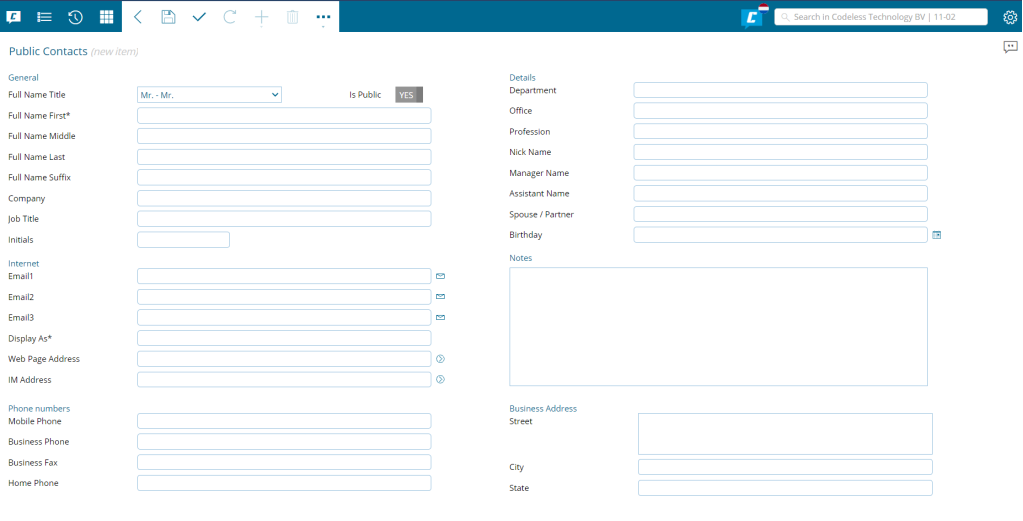 Search in Codeless Technology BV | 11-02
Public Contacts (new item)
General
Full Name Title
Mr. - Mr.
Is Public
YES
Full Name First*
Full Name Middle
Full Name Last
Full Name Suffix
Company
Job Title
Initials
Internet
Email1
Email2
Email3
Display As*
Web Page Address
IM Address
Phone numbers
Mobile Phone
Business Phone
Business Fax
Home Phone
Details
Department
Office
Profession
Nick Name
Manager Name
Assistant Name
Spouse / Partner
Birthday
Notes
Business Address
Street
City
State